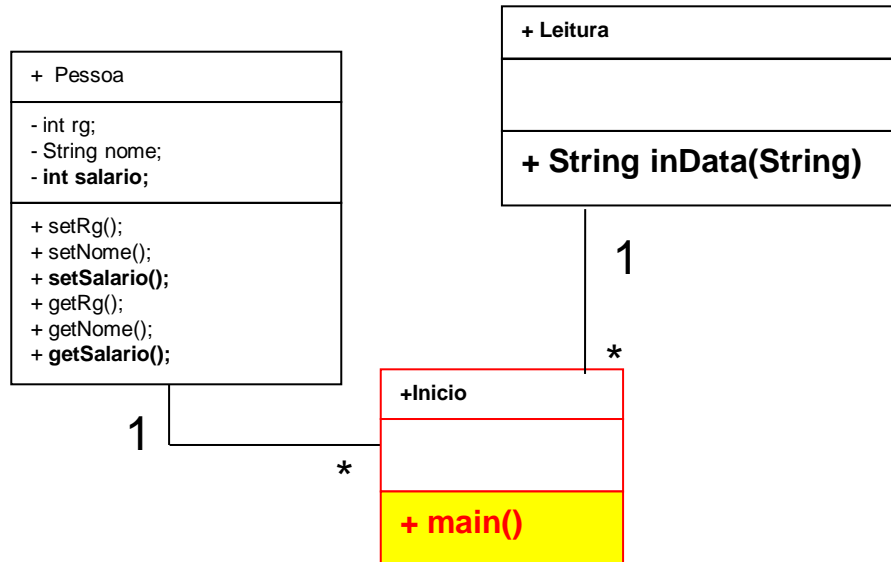 + Pessoa
- int rg;
- String nome;
- int salario;
+ setRg();
+ setNome();
+ setSalario();
+ getRg();
+ getNome();
+ getSalario();
+ Leitura
+ String inData(String)
1
*
1
*
+Inicio
+ main()